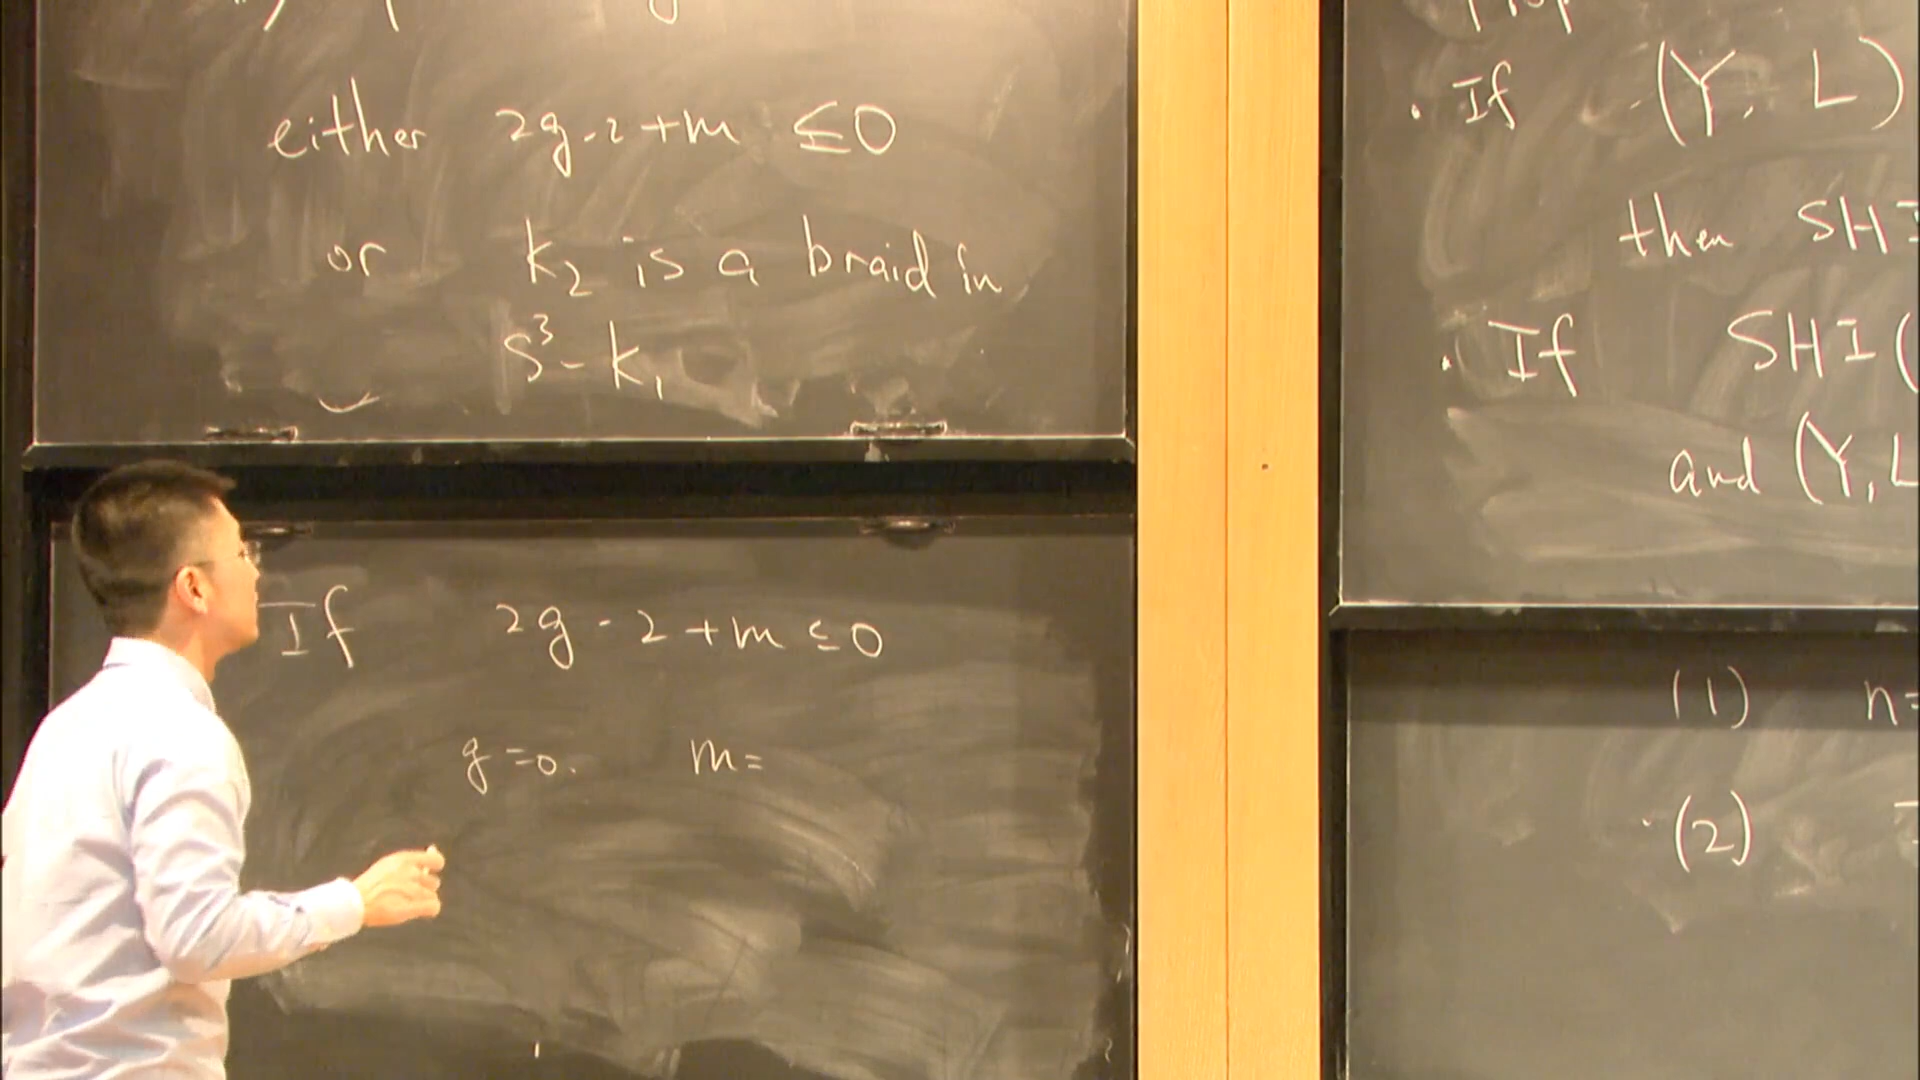 either 2g-2+m ≤0
or K₂ is a braid in
S³-K₁
If 2g-2+m≤0
g=0. m=
· If (Y, L)
then SHI
· If SHI(
and (Y, L
(1) n=
(2)